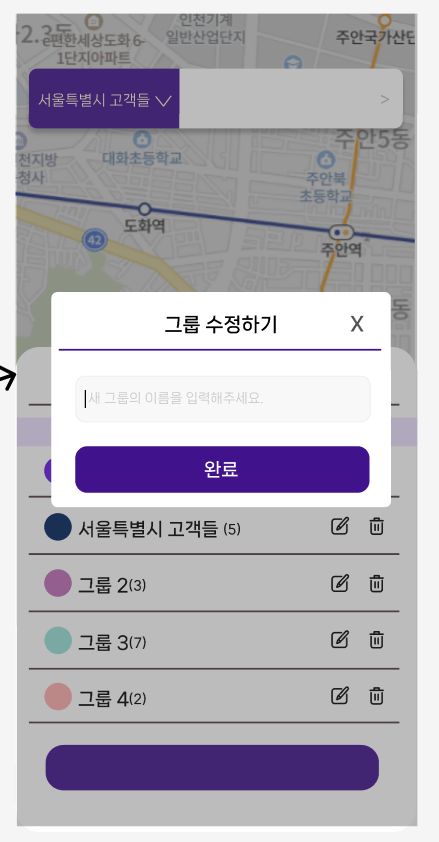 인천기계
일반산업단지
e편한세상도화 6-
1단지아파트
주안국가산단
서울특별시 고객들
>
주안5동
대화초등학교
천지방
청사
주안북
초등학교
도화역
42
주안역
동
그룹 수정하기
X
새 그룹의 이름을 입력해주세요.
완료
서울특별시 고객들 (5)
그룹 2(3)
그룹 3(7)
그룹 4(2)